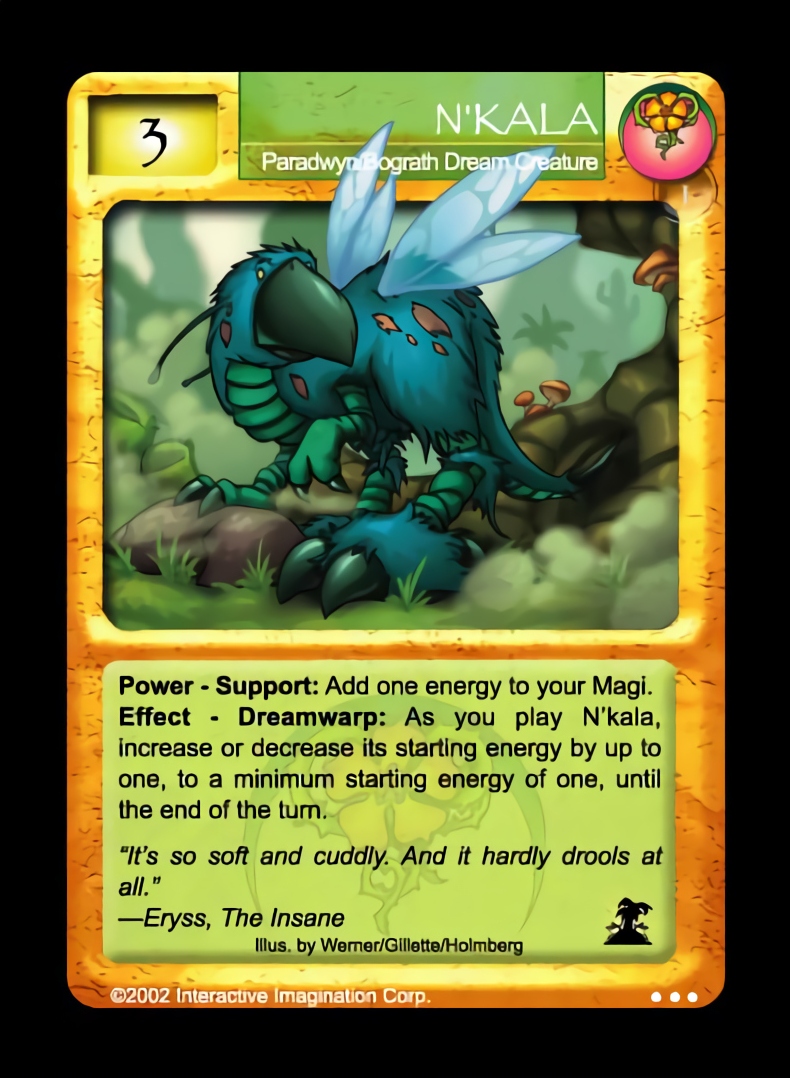 3
N'KALA
Paradwyn/Bograth Dream Creature
Power - Support: Add one energy to your Magi.
Effect - Dreamwarp: As you play N'kala,
increase or decrease its starting energy by up to
one, to a minimum starting energy of one, until
the end of the turn.
“It's so soft and cuddly. And it hardly drools at
all.”
—Eryss, The Insane
Illus. by Werner/Gillette/Holmberg
©2002 Interactive Imagination Corp.